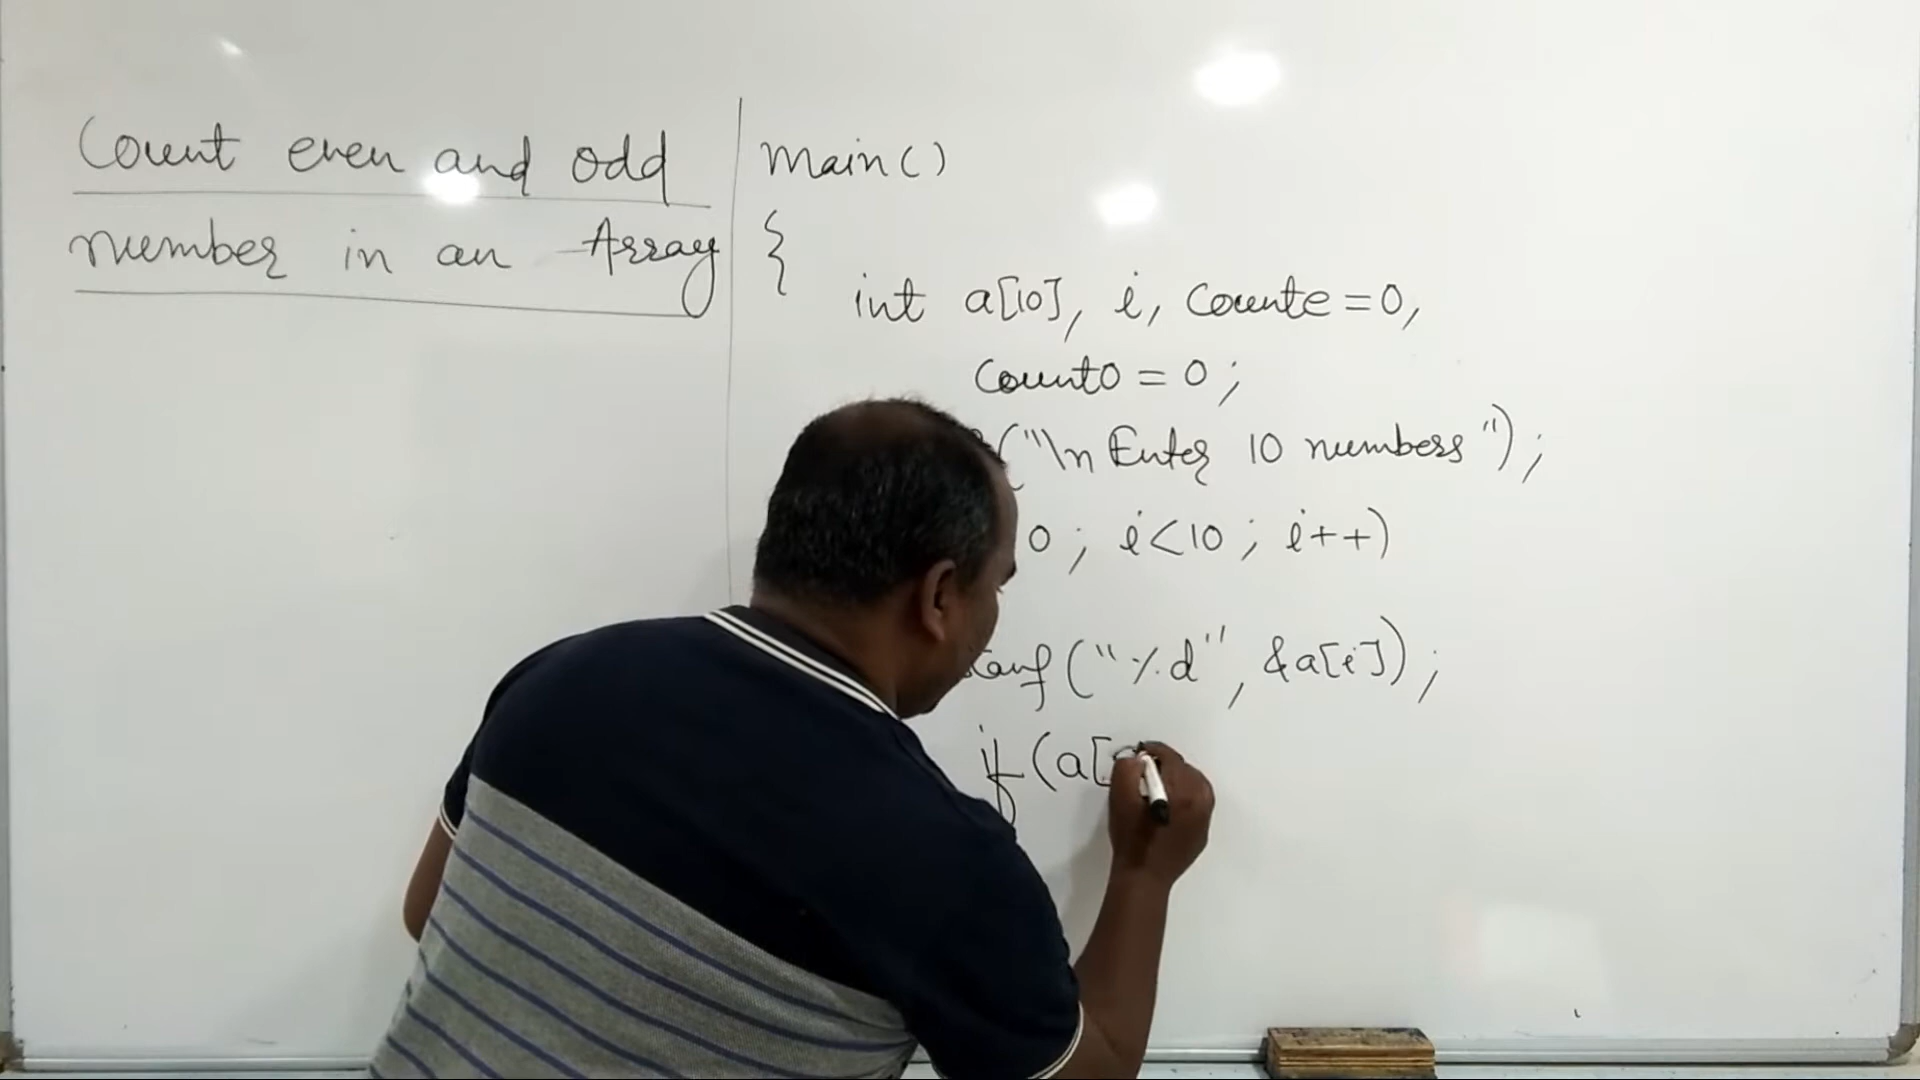 Count even and odd
number in an Array
main()
{
int a[10], i, counte=0,
counto = 0;
("\n Enter 10 numbers");
0; i<10; i++)
scanf("%d", &a[i]);
if(a[